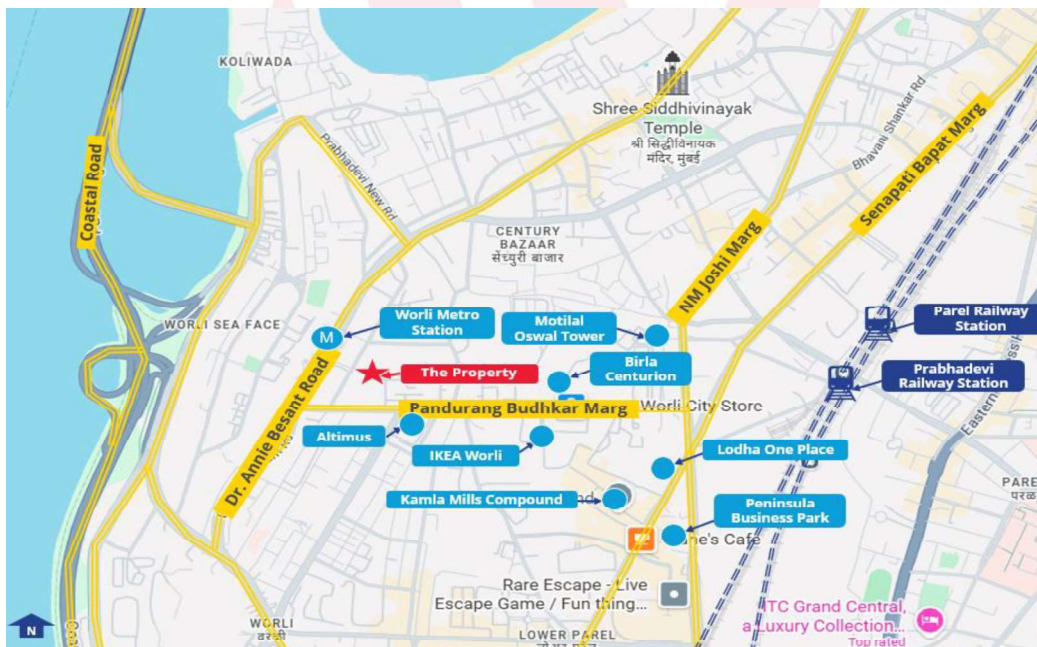 KOLIWADA
Shree Siddhivinayak
Temple
श्री सिद्धीविनायक
मंदिर, मुंबई
Bhavani Shankar Rd
Senapati Bapat Marg
Prabhadevi New Rd
Coastal Road
CENTURY
BAZAAR
सेंच्युरी बाजार
NM Joshi Marg
WORLI SEA FACE
Worli Metro
Station
M
Motilal
Oswal Tower
Parel Railway
Station
Birla
Centurion
The Property
Prabhadevi
Railway Station
Dr. Annie Besant Road
Pandurang Budhkar Marg
Worli City Store
Altimus
IKEA Worli
Lodha One Place
Eastern
Kamla Mills Compound
nd
PARE
परळ
Peninsula
Business Park
ne's Café
Rare Escape - Live
Escape Game / Fun thing...
ITC Grand Central,
a Luxury Collection...
Top rated
N
WORLI
वरळी
LOWER PAREL